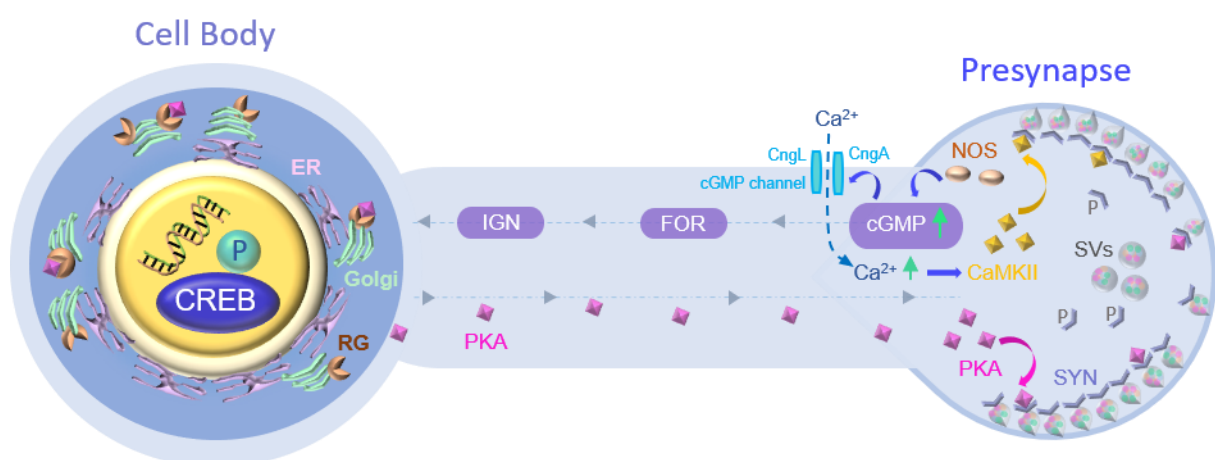 Cell Body
Presynapse
Ca²⁺
CngL
CngA
cGMP channel
NOS
ER
P
CREB
Golgi
RG
IGN
FOR
cGMP
Ca²⁺
CaMKII
P
SVs
P
P
PKA
PKA
SYN